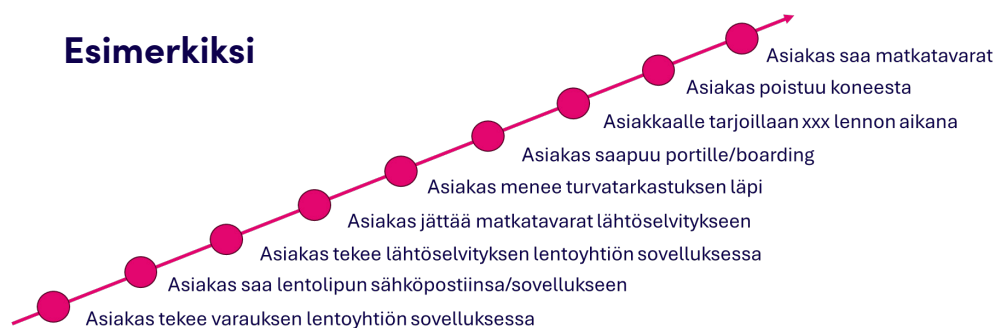 Esimerkiksi
Asiakas saa matkatavarat
Asiakas poistuu koneesta
Asiakkaalle tarjoillaan xxx lennon aikana
Asiakas saapuu portille/boarding
Asiakas menee turvatarkastuksen läpi
Asiakas jättää matkatavarat lähtöselvitykseen
Asiakas tekee lähtöselvityksen lentoyhtiön sovelluksessa
Asiakas saa lentolipun sähköpostiinsa/sovellukseen
Asiakas tekee varauksen lentoyhtiön sovelluksessa